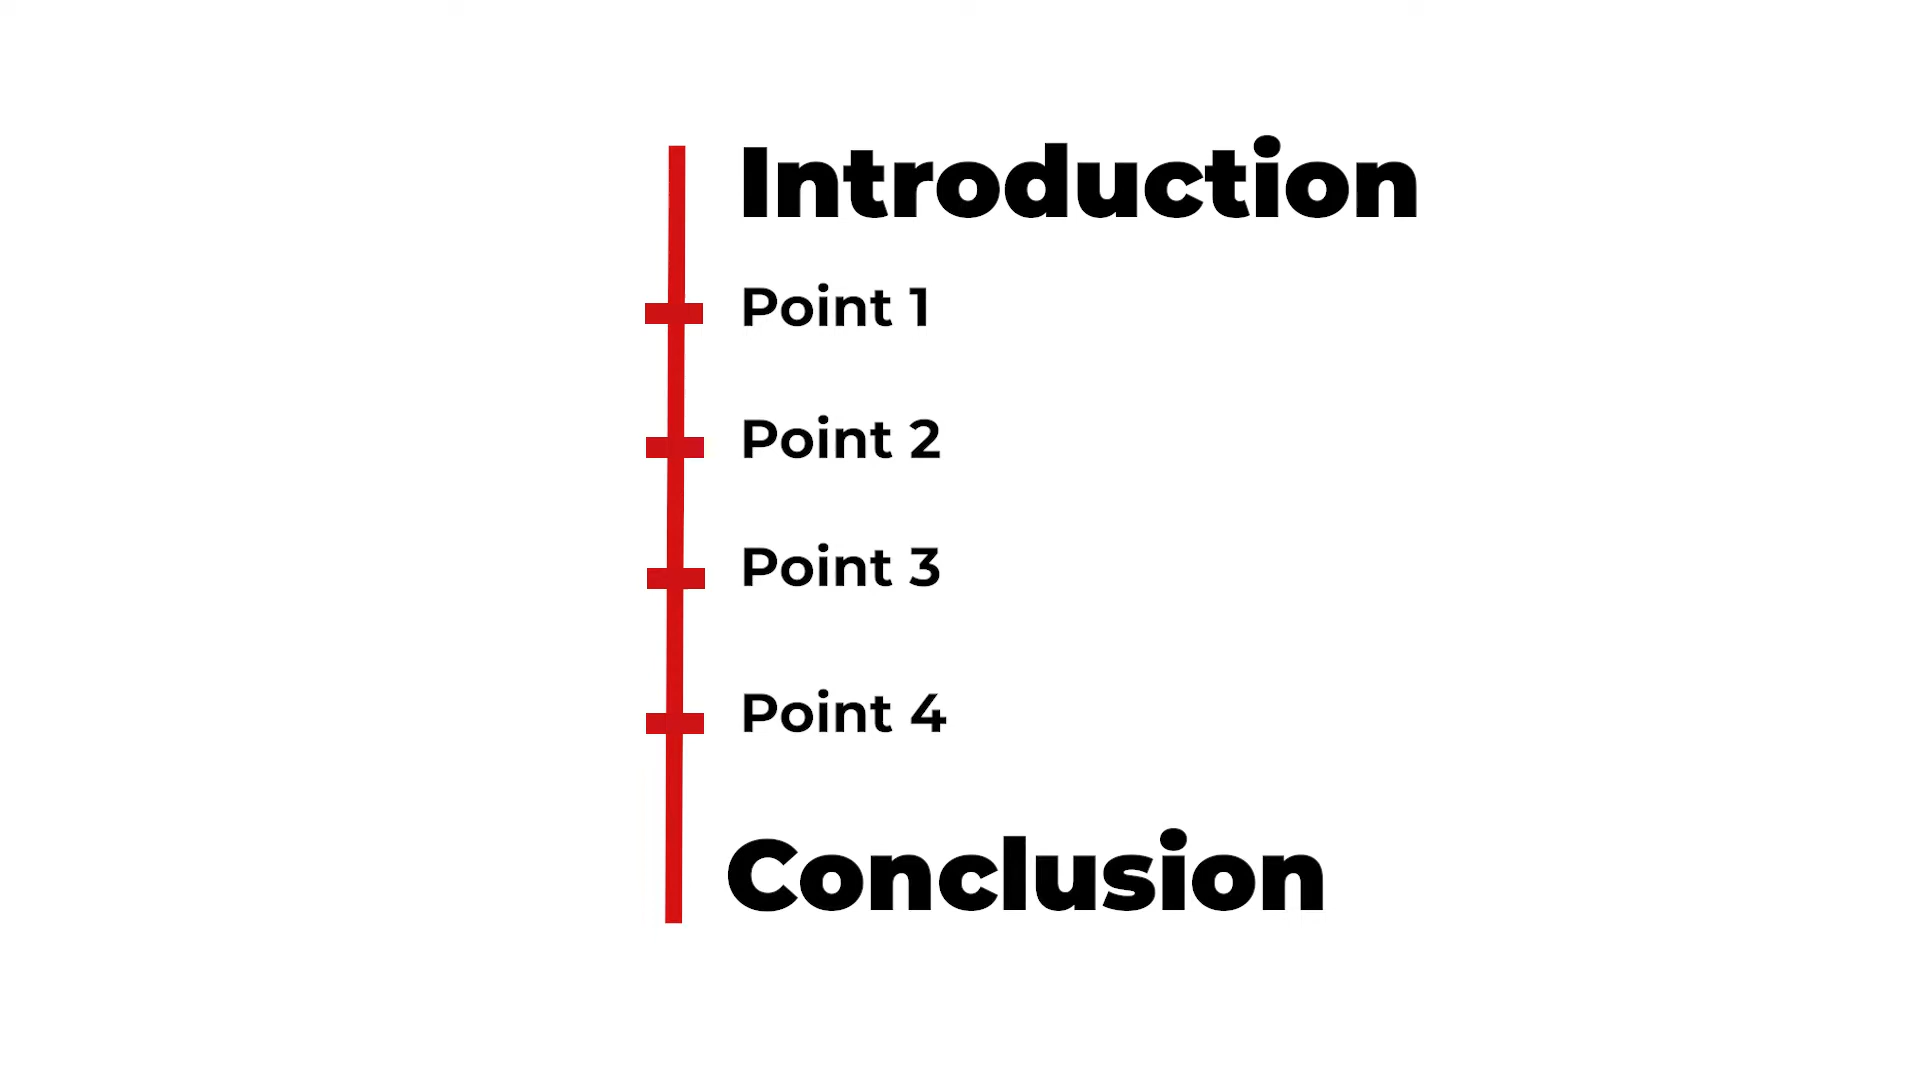 Introduction
Point 1
Point 2
Point 3
Point 4
Conclusion